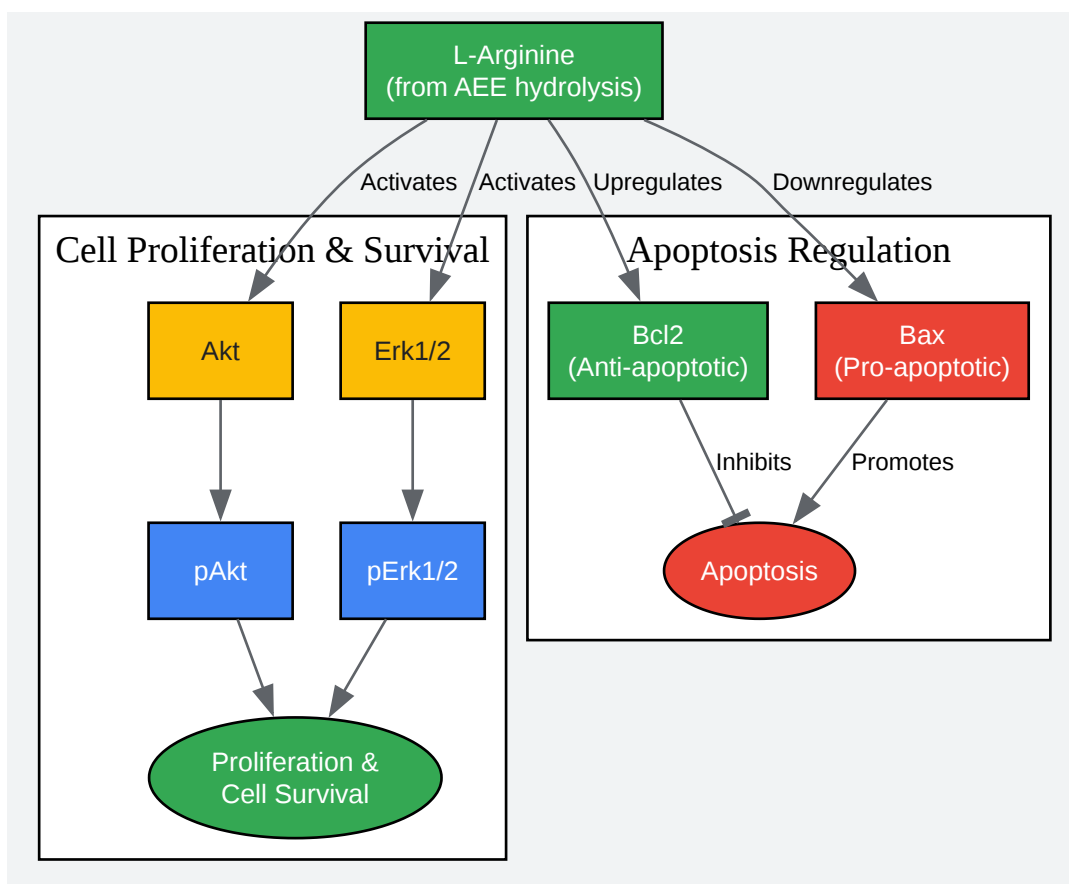 L-Arginine
(from AEE hydrolysis)
Activates
Activates
Upregulates
Downregulates
Cell Proliferation & Survival
Apoptosis Regulation
Akt
Erk1/2
Bcl2
(Anti-apoptotic)
Bax
(Pro-apoptotic)
Inhibits
Promotes
pAkt
pErk1/2
Apoptosis
Proliferation &
Cell Survival